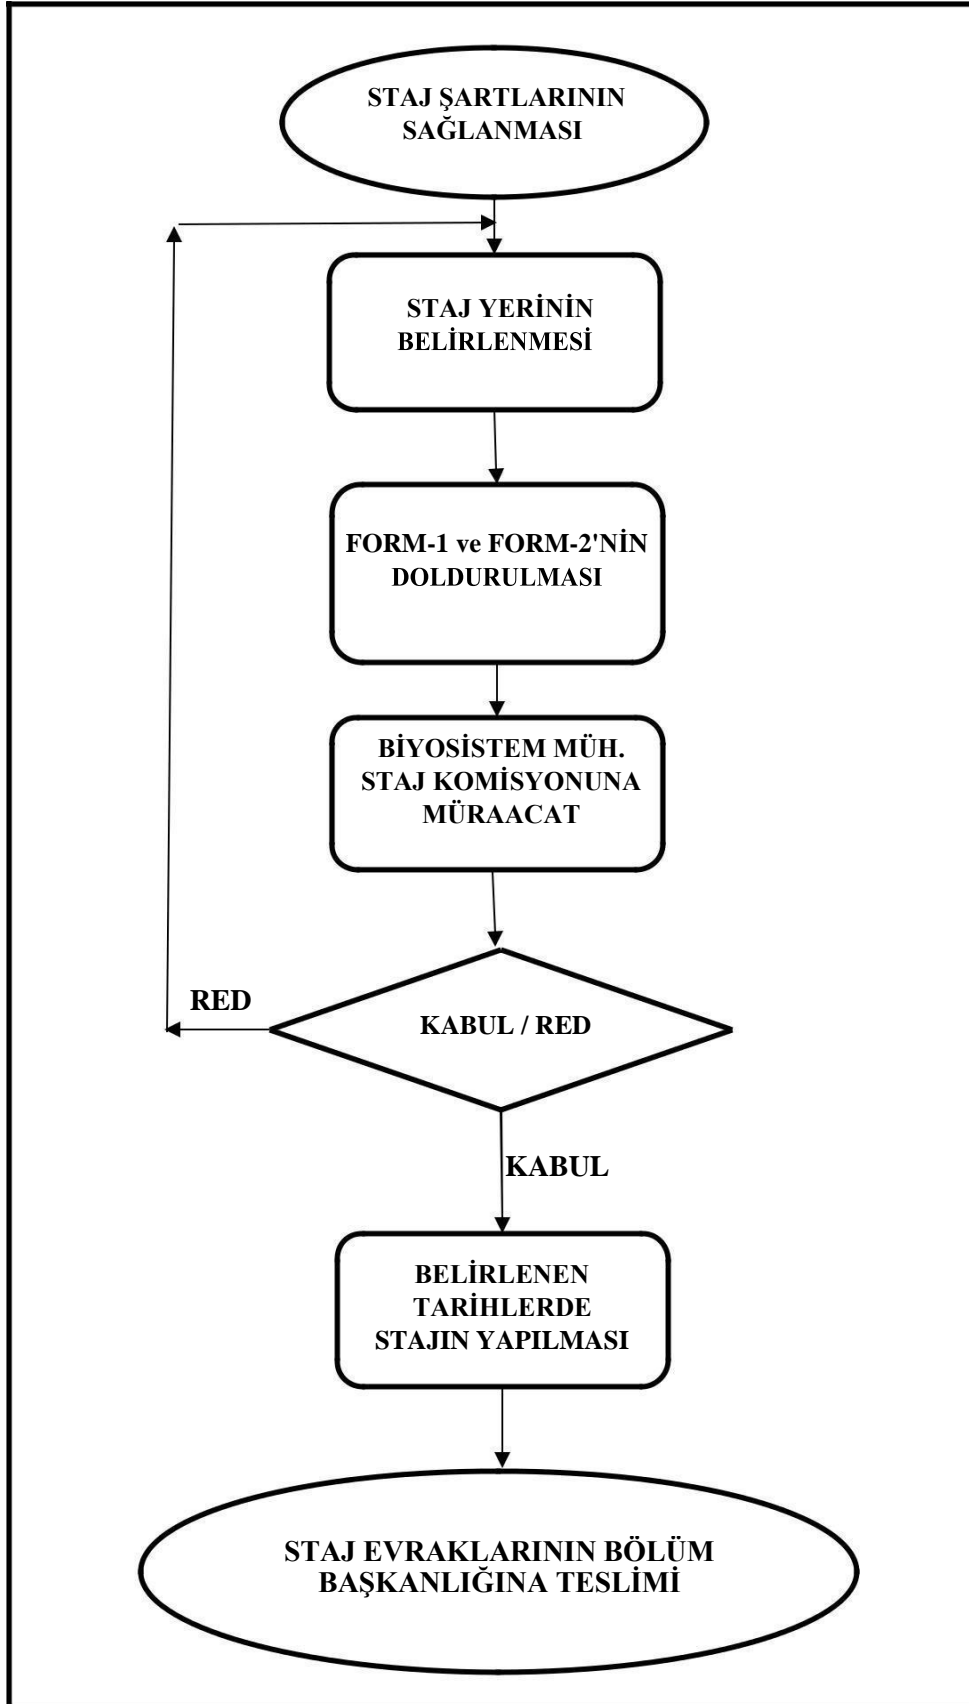 STAJ ŞARTLARININ
SAĞLANMASI
STAJ YERİNİN
BELİRLENMESİ
FORM-1 ve FORM-2'NİN
DOLDURULMASI
BİYOSİSTEM MÜH.
STAJ KOMİSYONUNA
MÜRAACAT
RED
KABUL / RED
KABUL
BELİRLENEN
TARİHLERDE
STAJIN YAPILMASI
STAJ EVRAKLARININ BÖLÜM
BAŞKANLIĞINA TESLİMİ